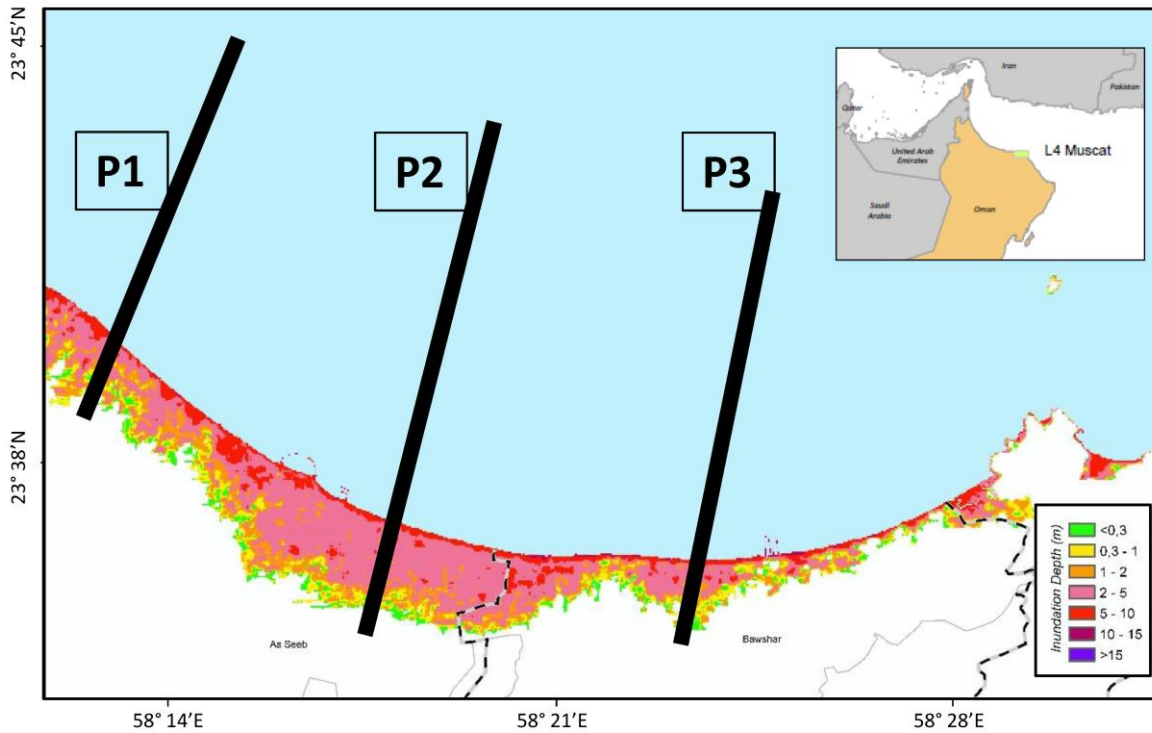 23° 45'N
23° 38'N
P1
P2
P3
Iran
Pakistan
Qatar
United Arab
Emirates
L4 Muscat
Saudi
Arabia
Oman
As Seeb
Bawshar
Inundation Depth (m)
<0,3
0,3 - 1
1 - 2
2 - 5
5 - 10
10 - 15
>15
58° 14'E
58° 21'E
58° 28'E